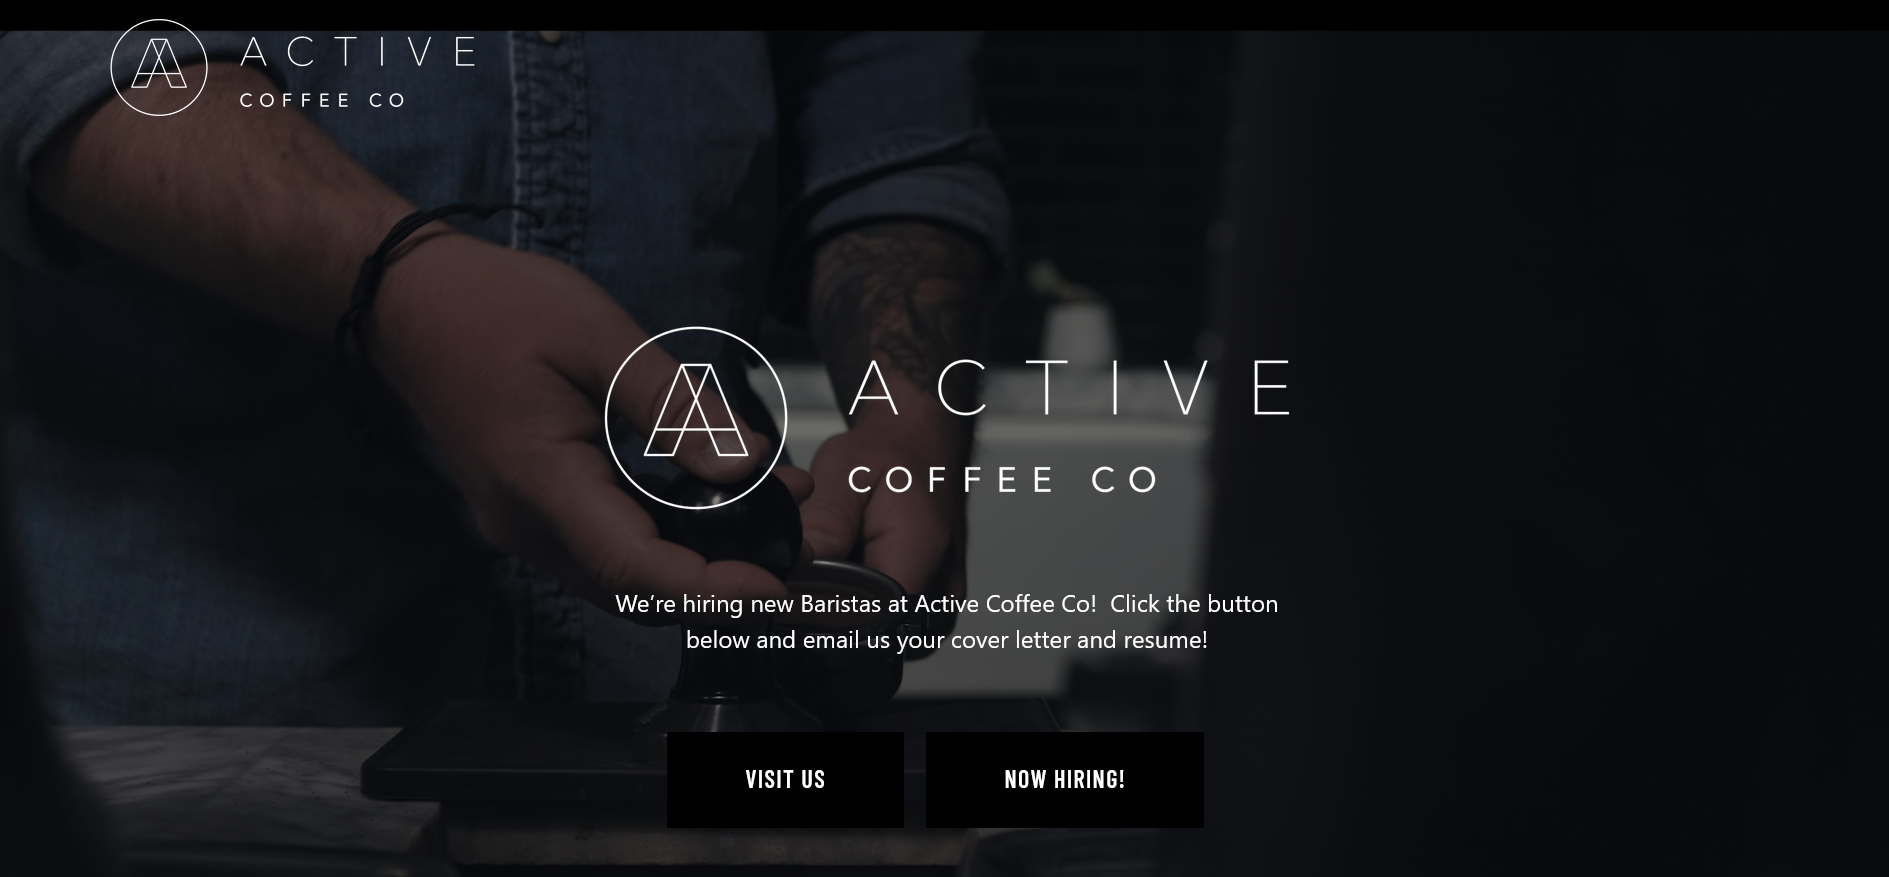 ACTIVE
COFFEE CO
ACTIVE
COFFEE CO
We're hiring new Baristas at Active Coffee Co!  Click the button
below and email us your cover letter and resume!
VISIT US
NOW HIRING!